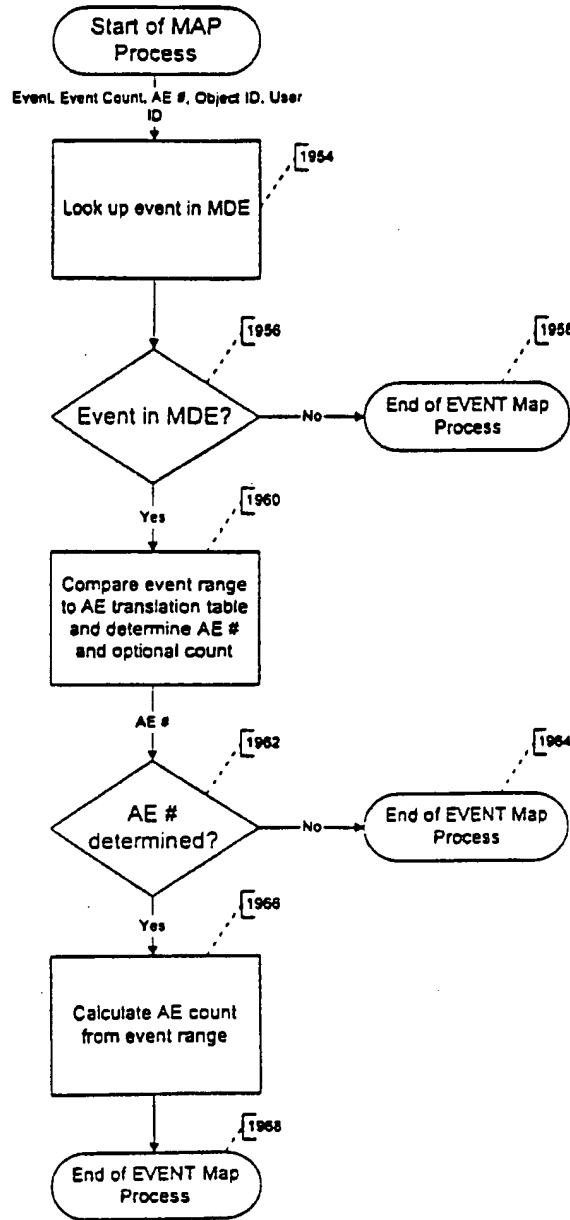 Start of MAP
Process
Event, Event Count, AE #, Object ID, User
ID
1954
Look up event in MDE
1956
1958
Event in MDE?
No
End of EVENT Map
Process
Yes
1960
Compare event range
to AE translation table
and determine AE #
and optional count
AE #
1962
1964
AE #
determined?
No
End of EVENT Map
Process
Yes
1966
Calculate AE count
from event range
1968
End of EVENT Map
Process